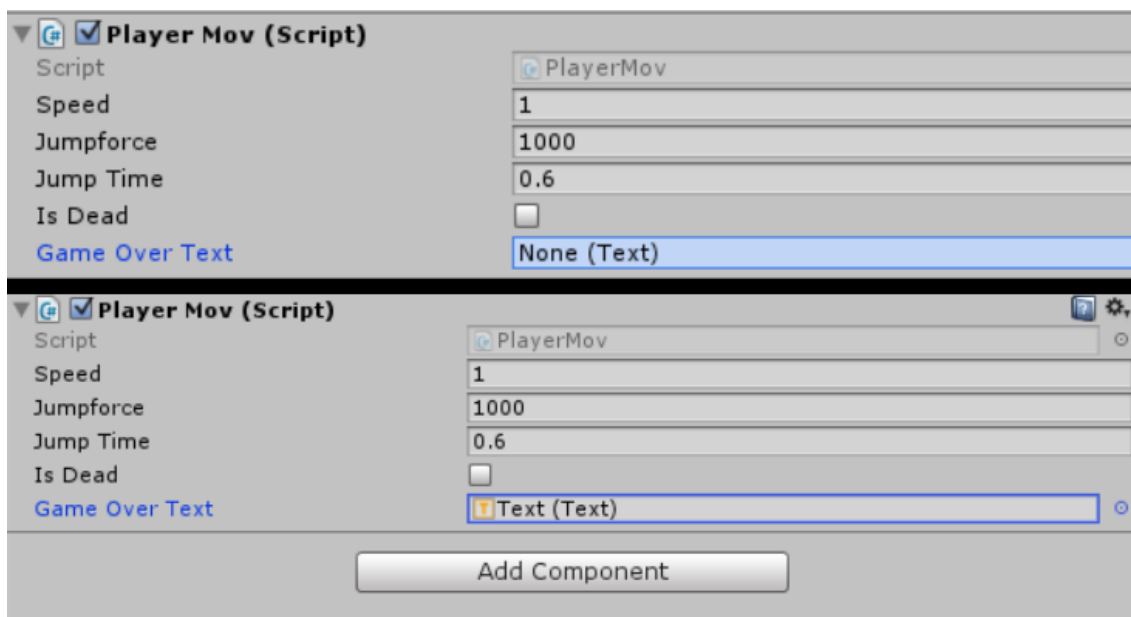 Player Mov (Script)
Script PlayerMov
Speed 1
Jumpforce 1000
Jump Time 0.6
Is Dead
Game Over Text None (Text)
Player Mov (Script)
Script PlayerMov
Speed 1
Jumpforce 1000
Jump Time 0.6
Is Dead
Game Over Text Text (Text)
Add Component